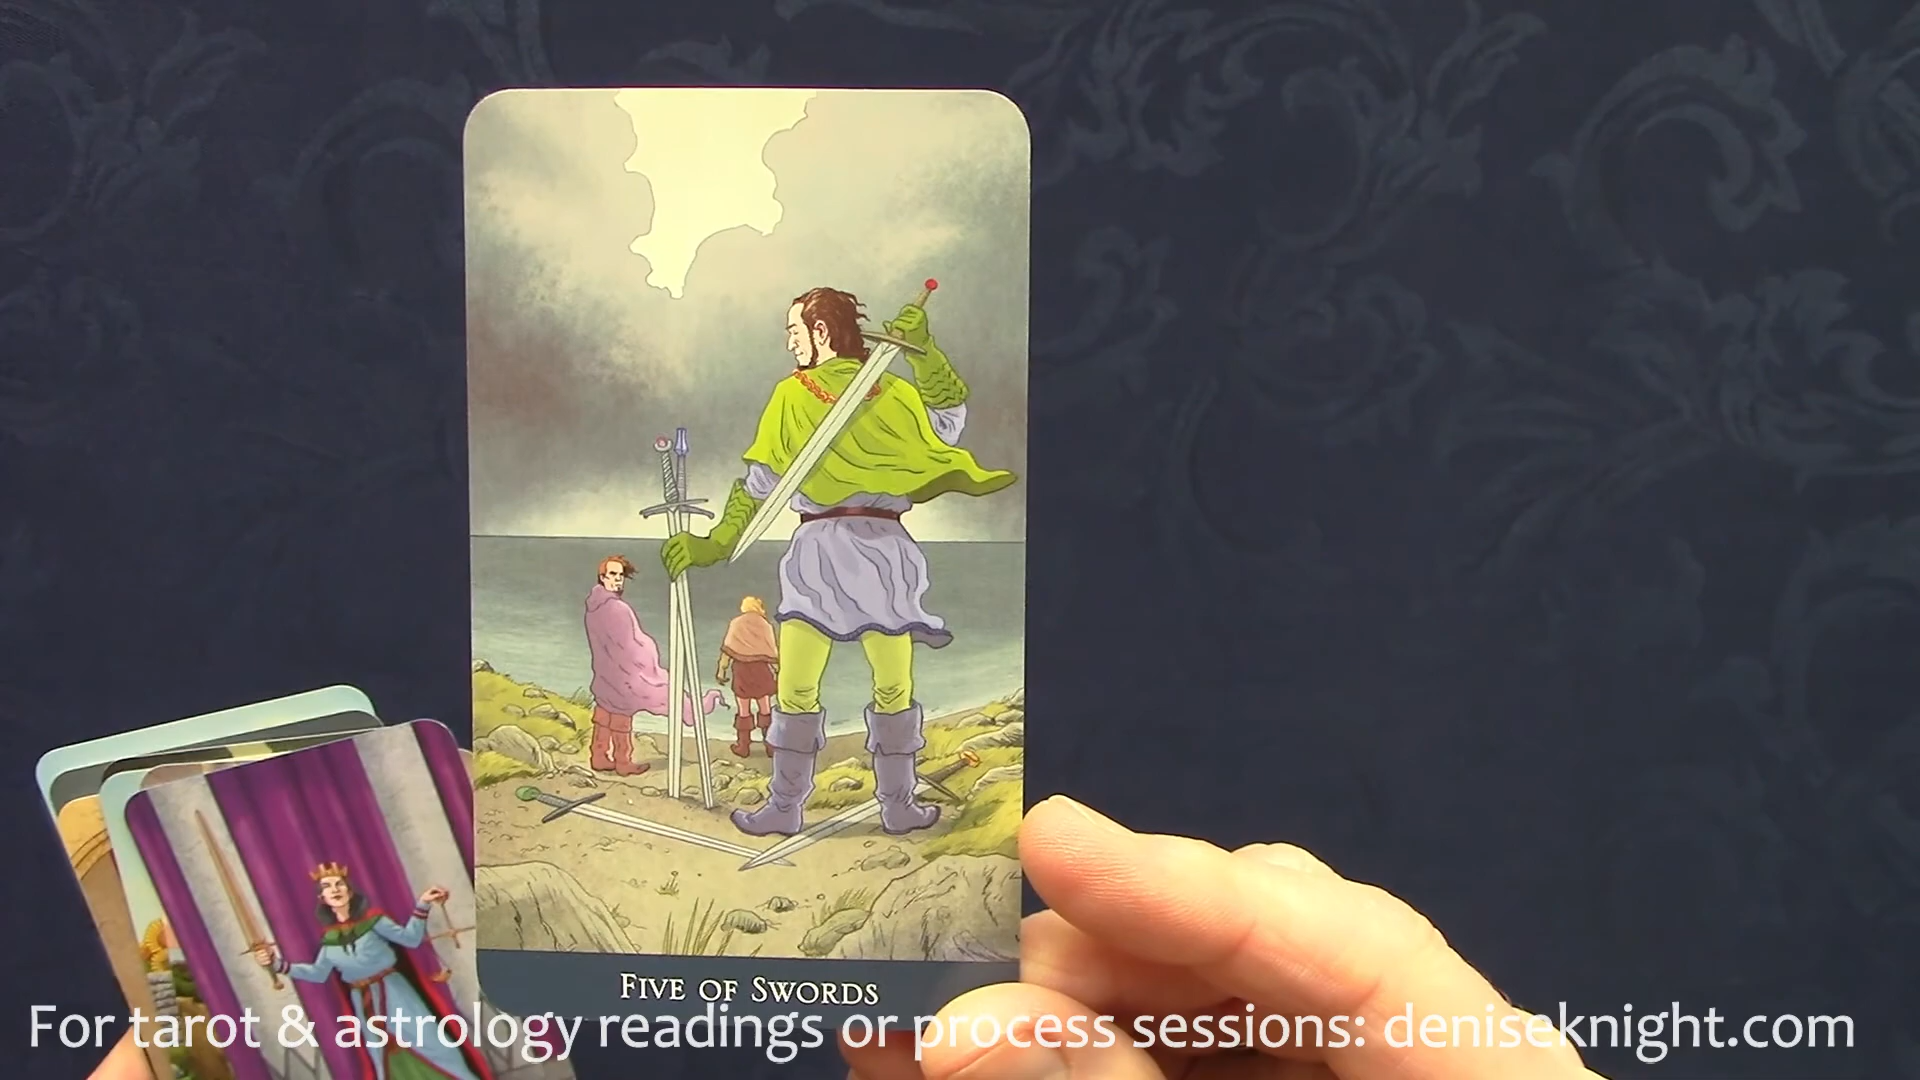 FIVE OF SWORDS
For tarot & astrology readings or process sessions: deniseknight.com